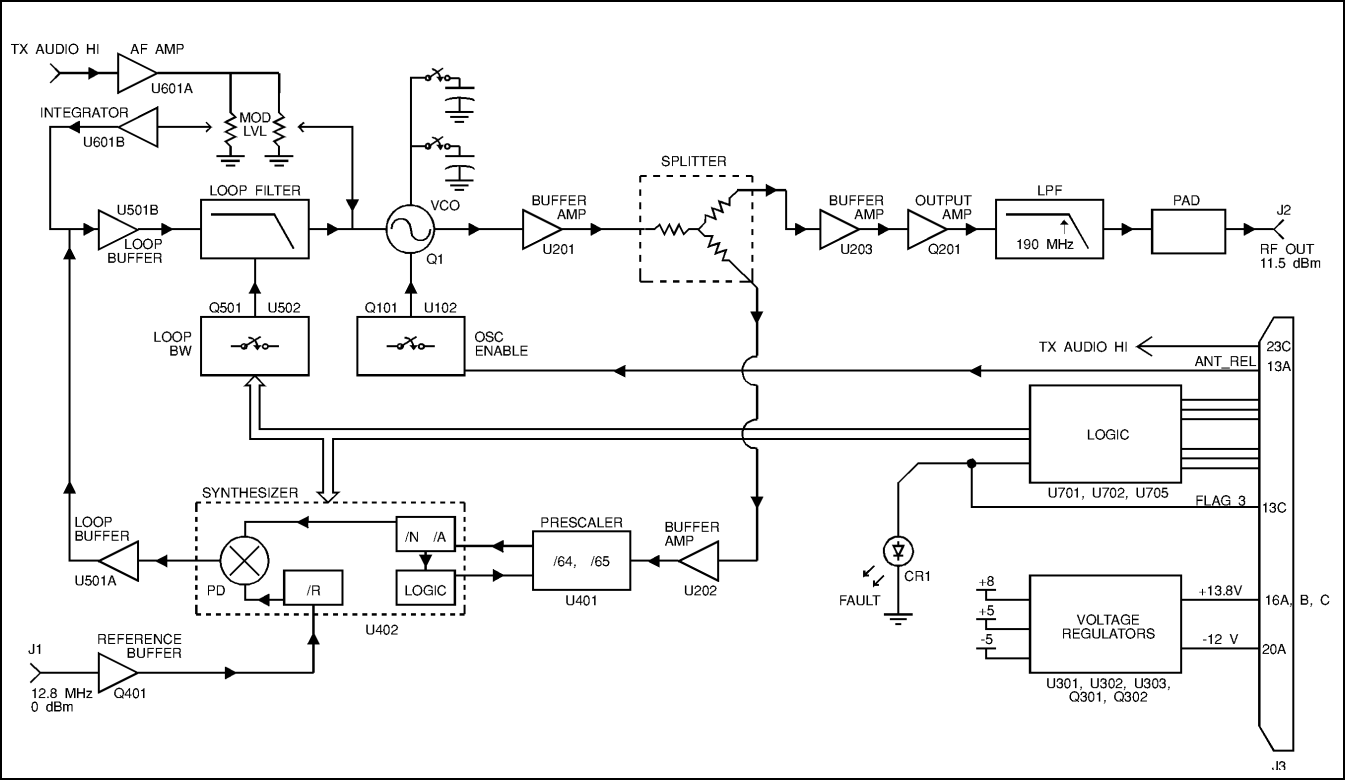 TX AUDIO HI
AF AMP
U601A
INTEGRATOR
U601B
MOD
LVL
U501B
LOOP
BUFFER
LOOP FILTER
VCO
Q1
BUFFER
AMP
U201
SPLITTER
BUFFER
AMP
U203
OUTPUT
AMP
Q201
LPF
190 MHz
PAD
J2
RF OUT
11.5 dBm
Q501 U502
LOOP
BW
Q101 U102
OSC
ENABLE
TX AUDIO HI
23C
ANT_REL
13A
LOGIC
U701, U702, U705
FLAG 3
13C
SYNTHESIZER
LOOP
BUFFER
U501A
PD
/N /A
/R
LOGIC
U402
PRESCALER
/64, /65
U401
BUFFER
AMP
U202
CR1
FAULT
+8
+5
-5
VOLTAGE
REGULATORS
U301, U302, U303,
Q301, Q302
+13.8V
16A, B, C
-12 V
20A
J1
REFERENCE
BUFFER
Q401
12.8 MHz
0 dBm
J3